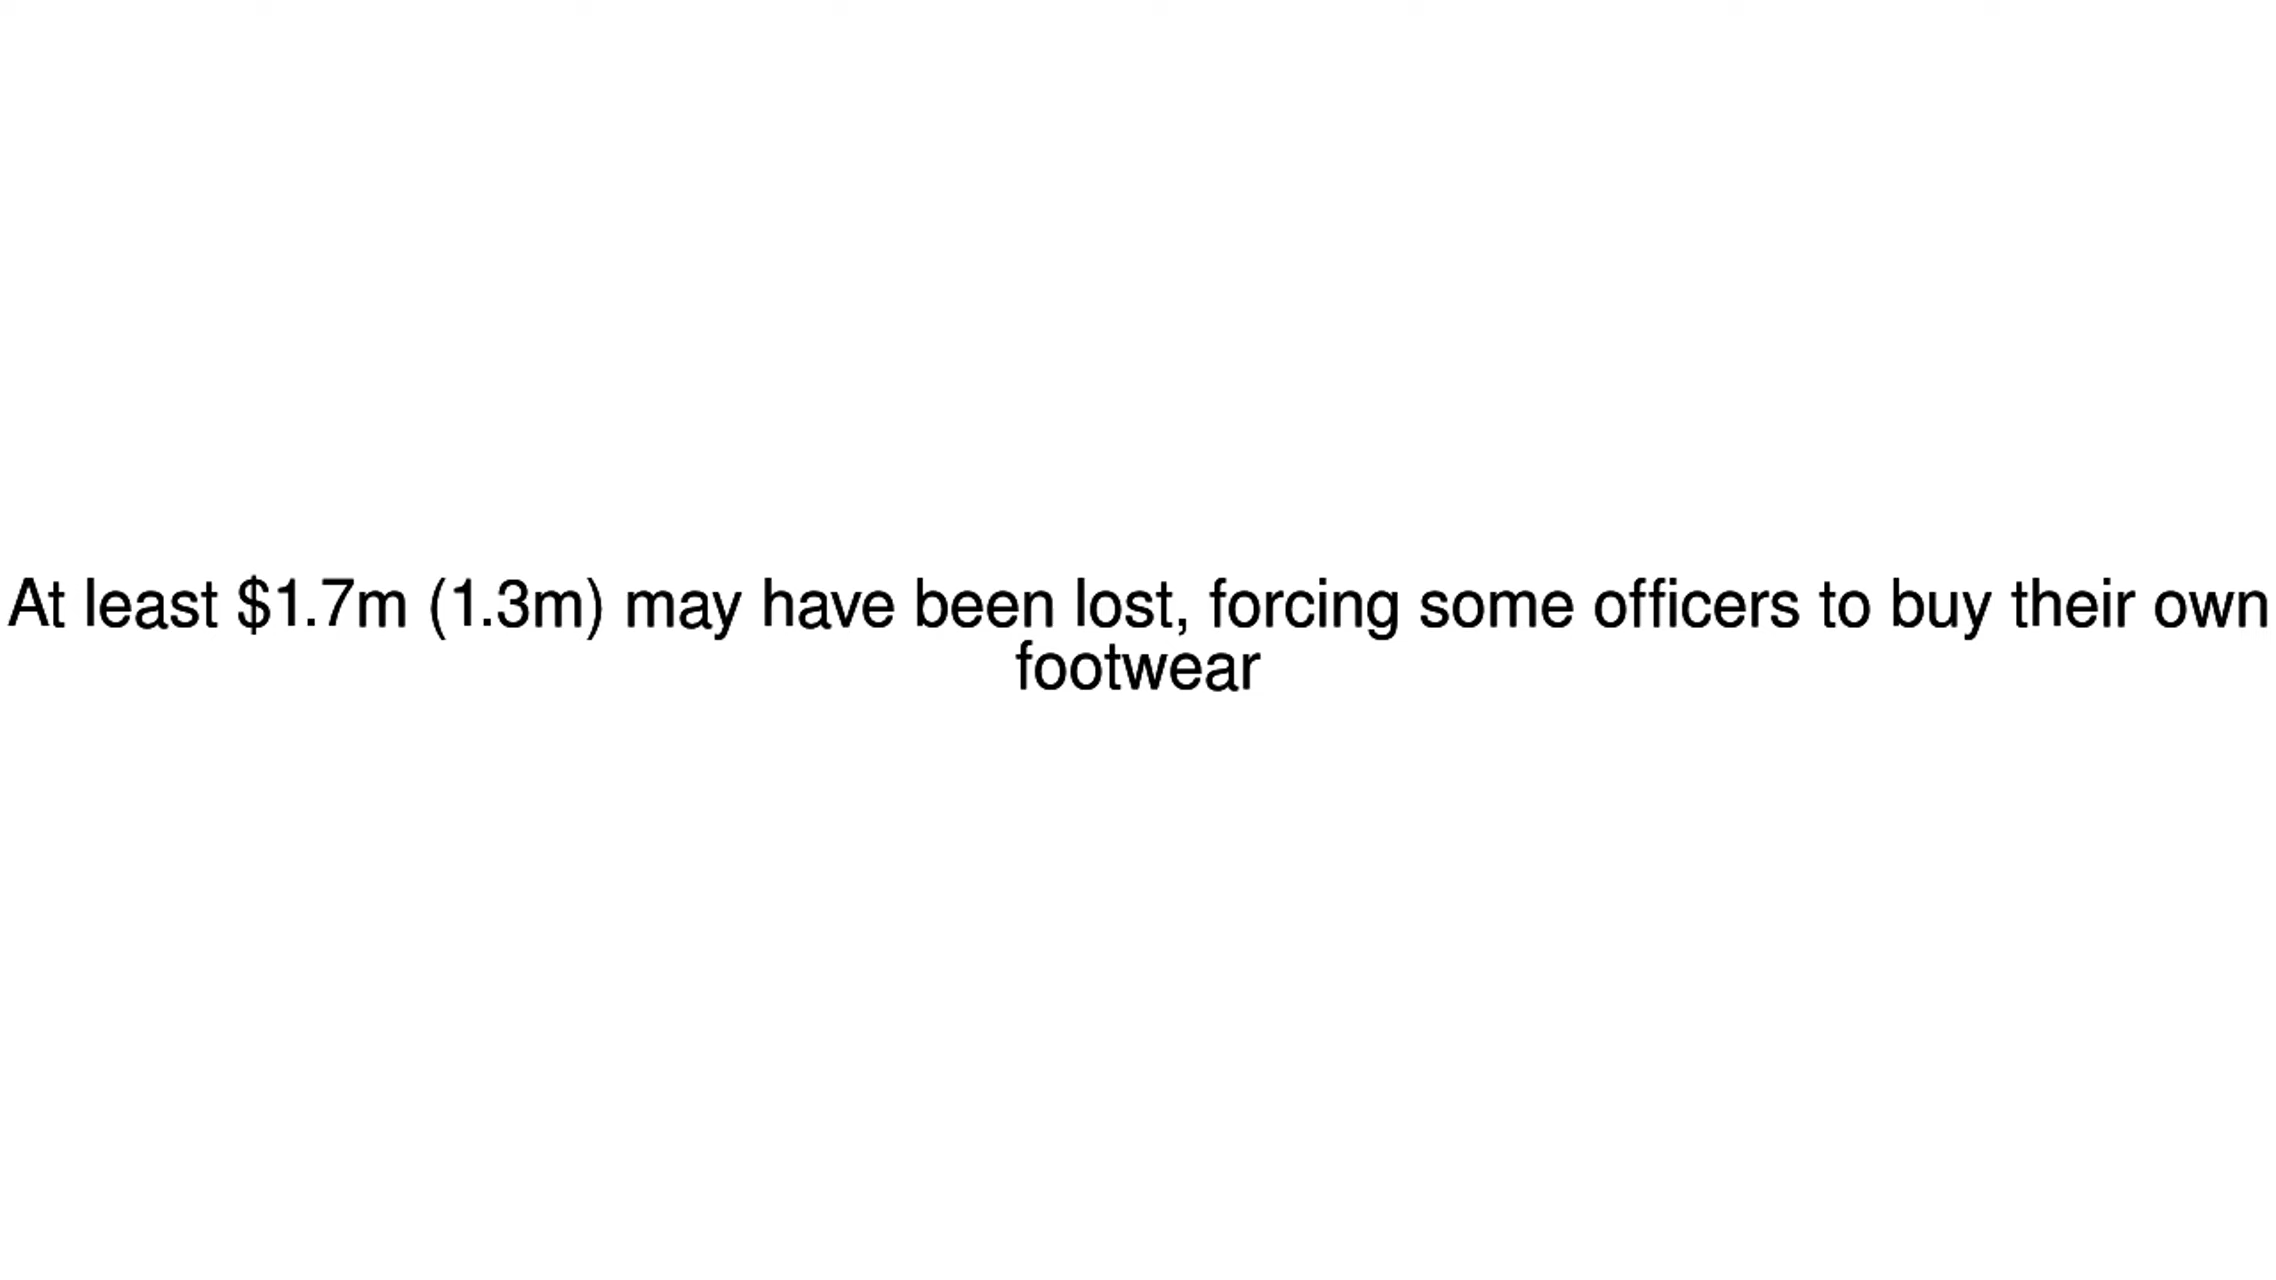 At least $1.7m (1.3m) may have been lost, forcing some officers to buy their own
footwear